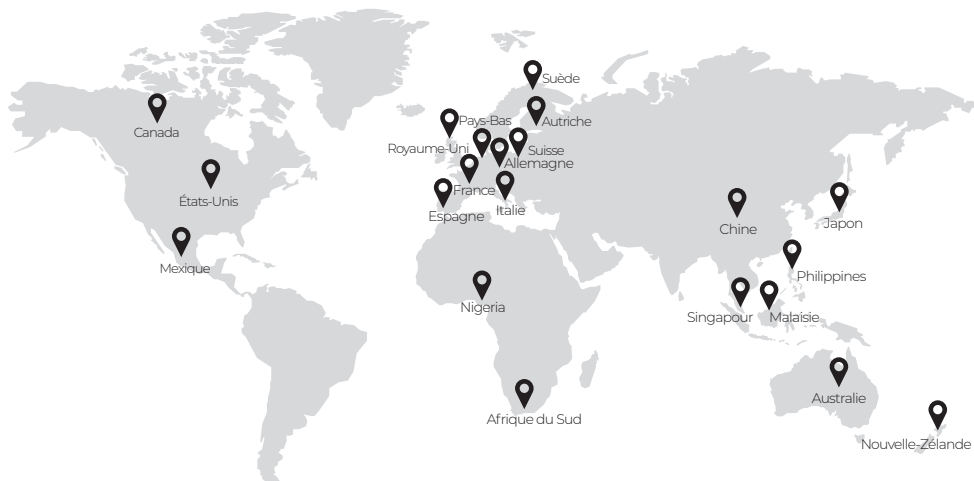 Suède
Pays-Bas
Autriche
Canada
Royaume-Uni
Suisse
Allemagne
France
États-Unis
Italie
Espagne
Japon
Chine
Mexique
Philippines
Nigeria
Singapour
Malaisie
Australie
Afrique du Sud
Nouvelle-Zélande